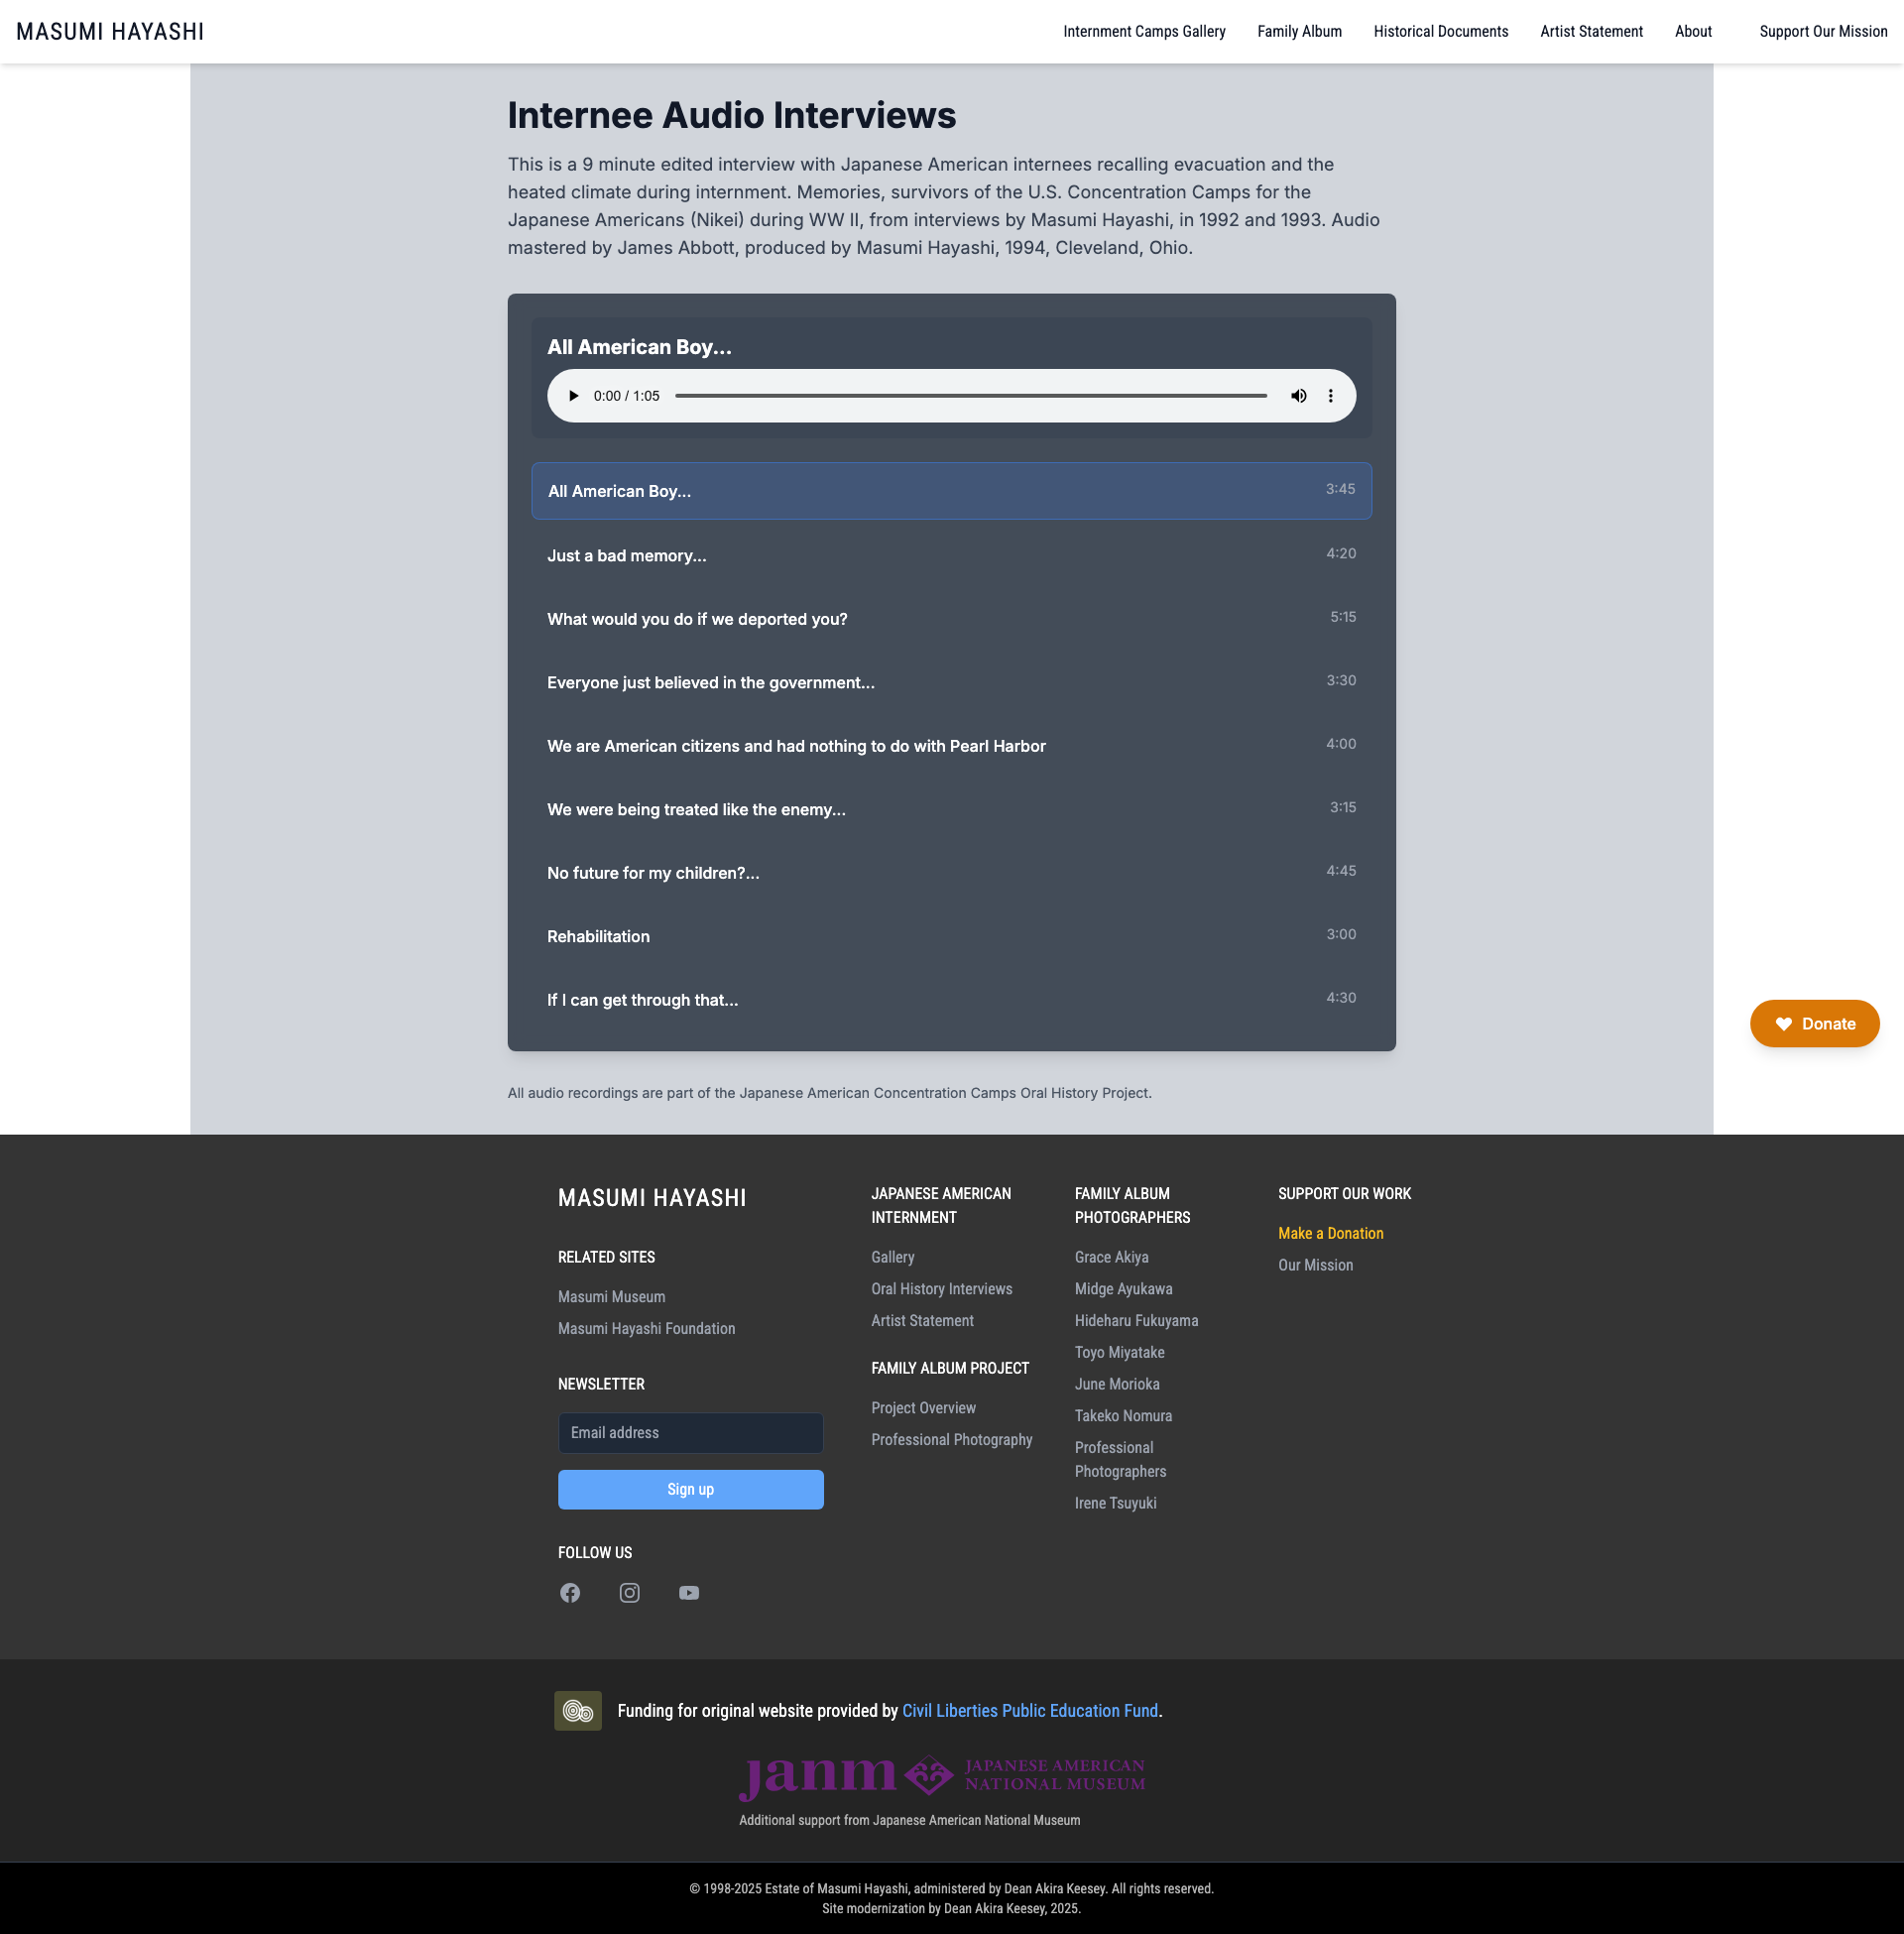 MASUMI HAYASHI
Internment Camps Gallery
Family Album
Historical Documents
Artist Statement
About
Support Our Mission
Internee Audio Interviews
This is a 9 minute edited interview with Japanese American internees recalling evacuation and the
heated climate during internment. Memories, survivors of the U.S. Concentration Camps for the
Japanese Americans (Nikei) during WW II, from interviews by Masumi Hayashi, in 1992 and 1993. Audio
mastered by James Abbott, produced by Masumi Hayashi, 1994, Cleveland, Ohio.
All American Boy...
0:00 / 1:05
All American Boy... 3:45
Just a bad memory... 4:20
What would you do if we deported you? 5:15
Everyone just believed in the government... 3:30
We are American citizens and had nothing to do with Pearl Harbor 4:00
We were being treated like the enemy... 3:15
No future for my children?... 4:45
Rehabilitation 3:00
If I can get through that... 4:30
Donate
All audio recordings are part of the Japanese American Concentration Camps Oral History Project.
MASUMI HAYASHI
RELATED SITES
Masumi Museum
Masumi Hayashi Foundation
NEWSLETTER
Email address
Sign up
FOLLOW US
JAPANESE AMERICAN
INTERNMENT
Gallery
Oral History Interviews
Artist Statement
FAMILY ALBUM PROJECT
Project Overview
Professional Photography
FAMILY ALBUM
PHOTOGRAPHERS
Grace Akiya
Midge Ayukawa
Hideharu Fukuyama
Toyo Miyatake
June Morioka
Takeko Nomura
Professional
Photographers
Irene Tsuyuki
SUPPORT OUR WORK
Make a Donation
Our Mission
Funding for original website provided by Civil Liberties Public Education Fund.
janm
JAPANESE AMERICAN
NATIONAL MUSEUM
Additional support from Japanese American National Museum
© 1998-2025 Estate of Masumi Hayashi, administered by Dean Akira Keesey. All rights reserved.
Site modernization by Dean Akira Keesey, 2025.